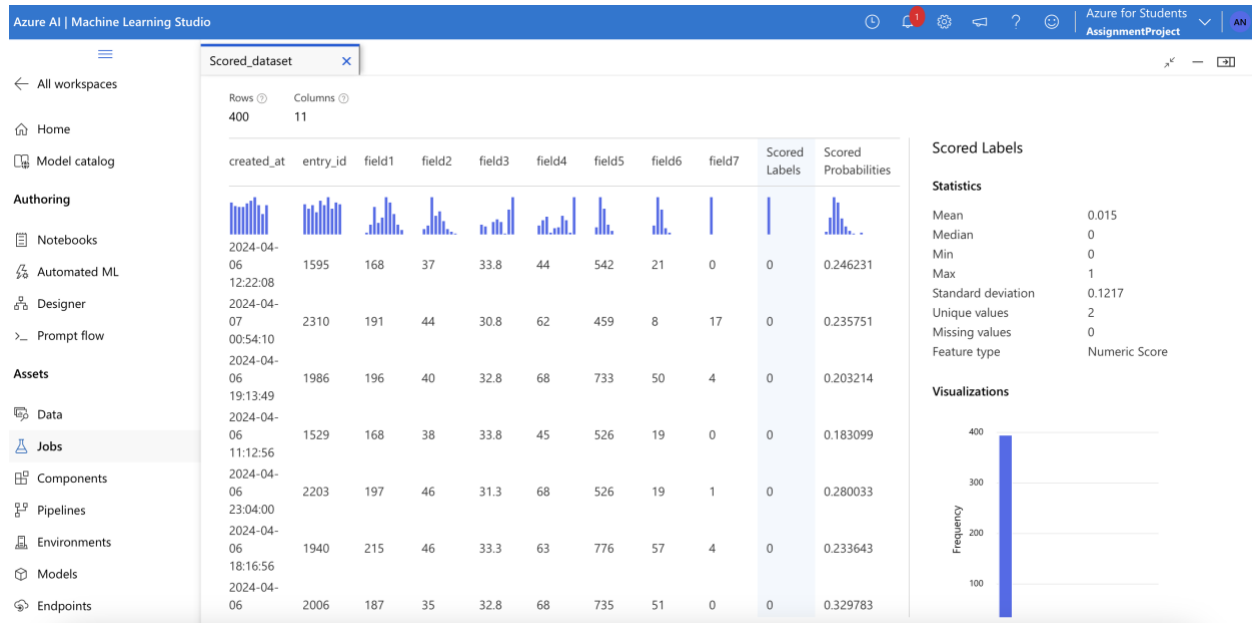 Azure AI | Machine Learning Studio
1
Azure for Students
AssignmentProject
AN
All workspaces
Home
Model catalog
Authoring
Notebooks
Automated ML
Designer
Prompt flow
Assets
Data
Jobs
Components
Pipelines
Environments
Models
Endpoints
Scored_dataset
Rows
Columns
400
11
created_at entry_id field1 field2 field3 field4 field5 field6 field7 Scored Labels Scored Probabilities
2024-04-
06 1595 168 37 33.8 44 542 21 0 0 0.246231
12:22:08
2024-04-
07 2310 191 44 30.8 62 459 8 17 0 0.235751
00:54:10
2024-04-
06 1986 196 40 32.8 68 733 50 4 0 0.203214
19:13:49
2024-04-
06 1529 168 38 33.8 45 526 19 0 0 0.183099
11:12:56
2024-04-
06 2203 197 46 31.3 68 526 19 1 0 0.280033
23:04:00
2024-04-
06 1940 215 46 33.3 63 776 57 4 0 0.233643
18:16:56
2024-04-
06 2006 187 35 32.8 68 735 51 0 0 0.329783
Scored Labels
Statistics
Mean 0.015
Median 0
Min 0
Max 1
Standard deviation 0.1217
Unique values 2
Missing values 0
Feature type Numeric Score
Visualizations
400
300
200
100
Frequency